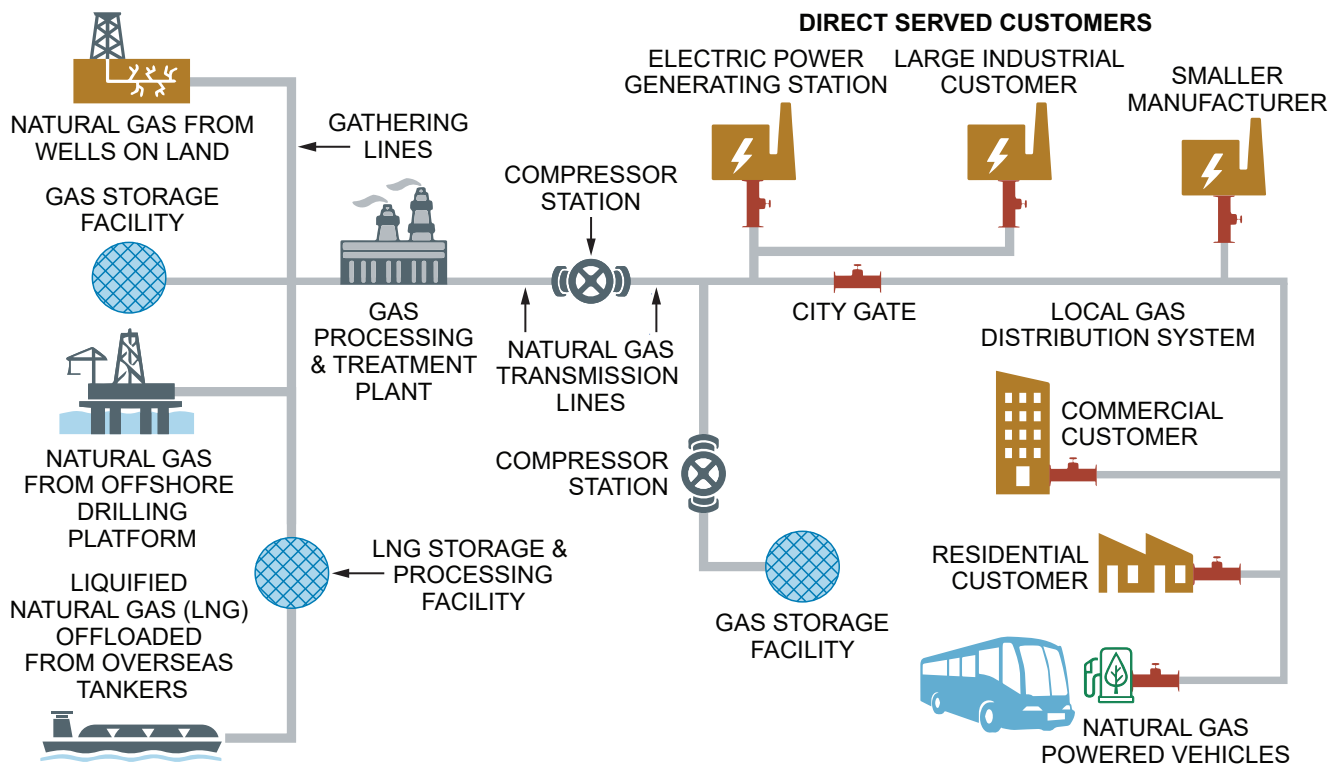 DIRECT SERVED CUSTOMERS
ELECTRIC POWER
GENERATING STATION
LARGE INDUSTRIAL
CUSTOMER
SMALLER
MANUFACTURER
NATURAL GAS FROM
WELLS ON LAND
GATHERING
LINES
GAS STORAGE
FACILITY
COMPRESSOR
STATION
GAS
PROCESSING
& TREATMENT
PLANT
NATURAL GAS
TRANSMISSION
LINES
CITY GATE
LOCAL GAS
DISTRIBUTION SYSTEM
NATURAL GAS
FROM OFFSHORE
DRILLING
PLATFORM
COMPRESSOR
STATION
COMMERCIAL
CUSTOMER
LNG STORAGE &
PROCESSING
FACILITY
RESIDENTIAL
CUSTOMER
LIQUIFIED
NATURAL GAS (LNG)
OFFLOADED
FROM OVERSEAS
TANKERS
GAS STORAGE
FACILITY
NATURAL GAS
POWERED VEHICLES